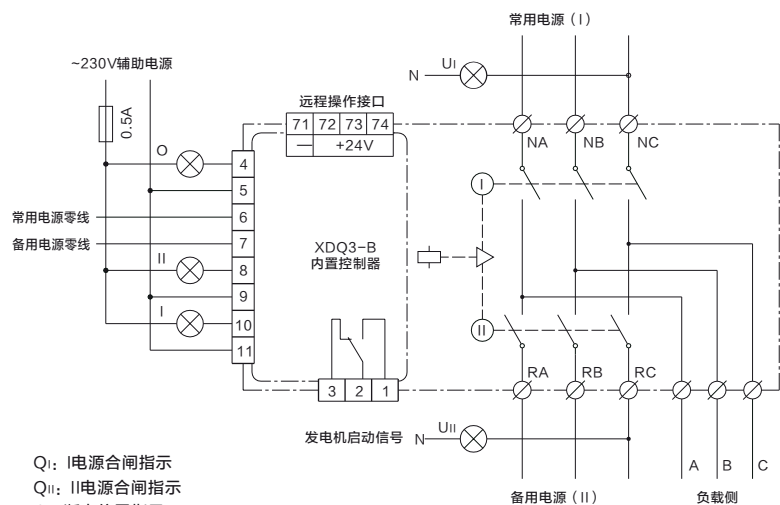 常用电源（I）
~230V辅助电源
N
UI
远程操作接口
0.5A
71 72 73 74
— +24V
NA NB NC
O
4
5
I
常用电源零线
6
备用电源零线
7
XDQ3-B
内置控制器
II
8
9
I
10
II
11
RA RB RC
3 2 1
发电机启动信号
N
UII
A B C
QI: I电源合闸指示
QII: II电源合闸指示
备用电源（II）
负载侧